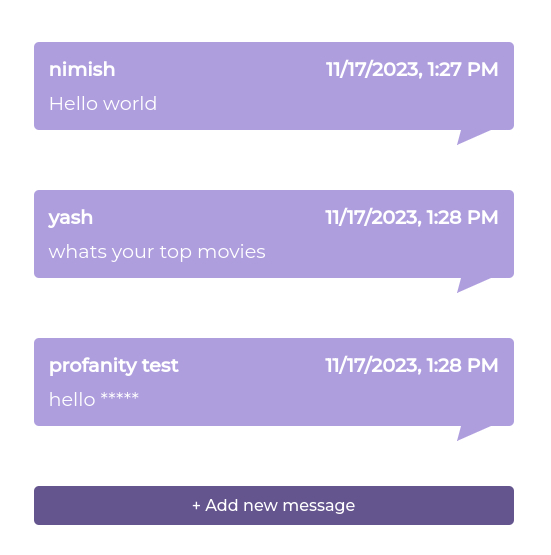 nimish 11/17/2023, 1:27 PM
Hello world
yash 11/17/2023, 1:28 PM
whats your top movies
profanity test 11/17/2023, 1:28 PM
hello *****
+ Add new message